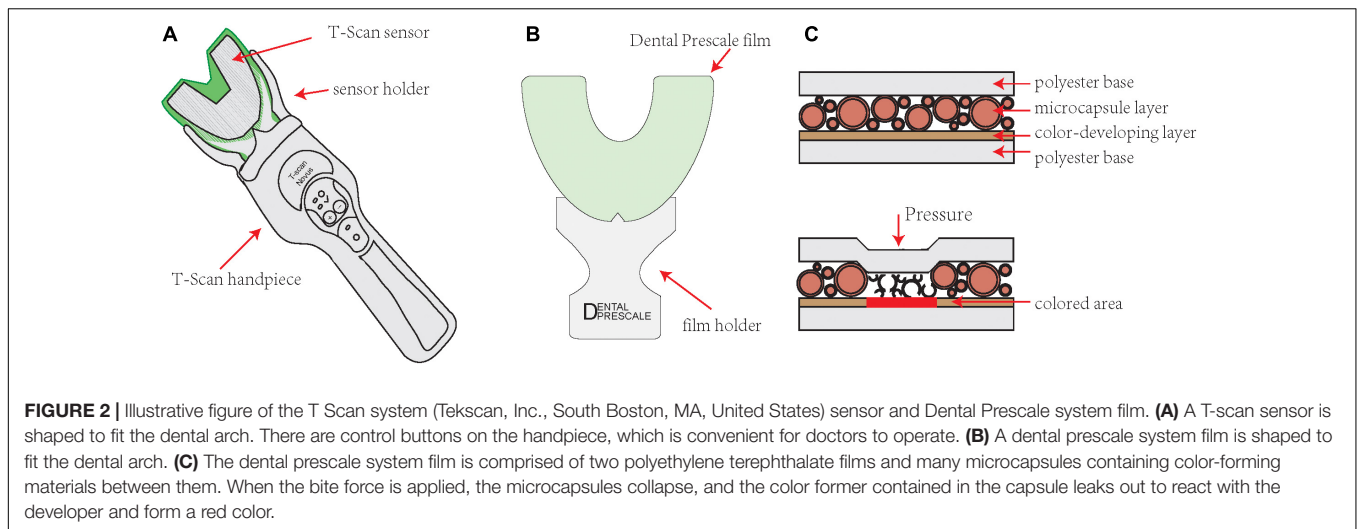 A
T-Scan sensor
sensor holder
T-scan
Novus
T-Scan handpiece
B
Dental Prescale film
DENTAL
PRESCALE
film holder
C
polyester base
microcapsule layer
color-developing layer
polyester base
Pressure
colored area
FIGURE 2 | Illustrative figure of the T Scan system (Tekscan, Inc., South Boston, MA, United States) sensor and Dental Prescale system film. (A) A T-scan sensor is
shaped to fit the dental arch. There are control buttons on the handpiece, which is convenient for doctors to operate. (B) A dental prescale system film is shaped to
fit the dental arch. (C) The dental prescale system film is comprised of two polyethylene terephthalate films and many microcapsules containing color-forming
materials between them. When the bite force is applied, the microcapsules collapse, and the color former contained in the capsule leaks out to react with the
developer and form a red color.